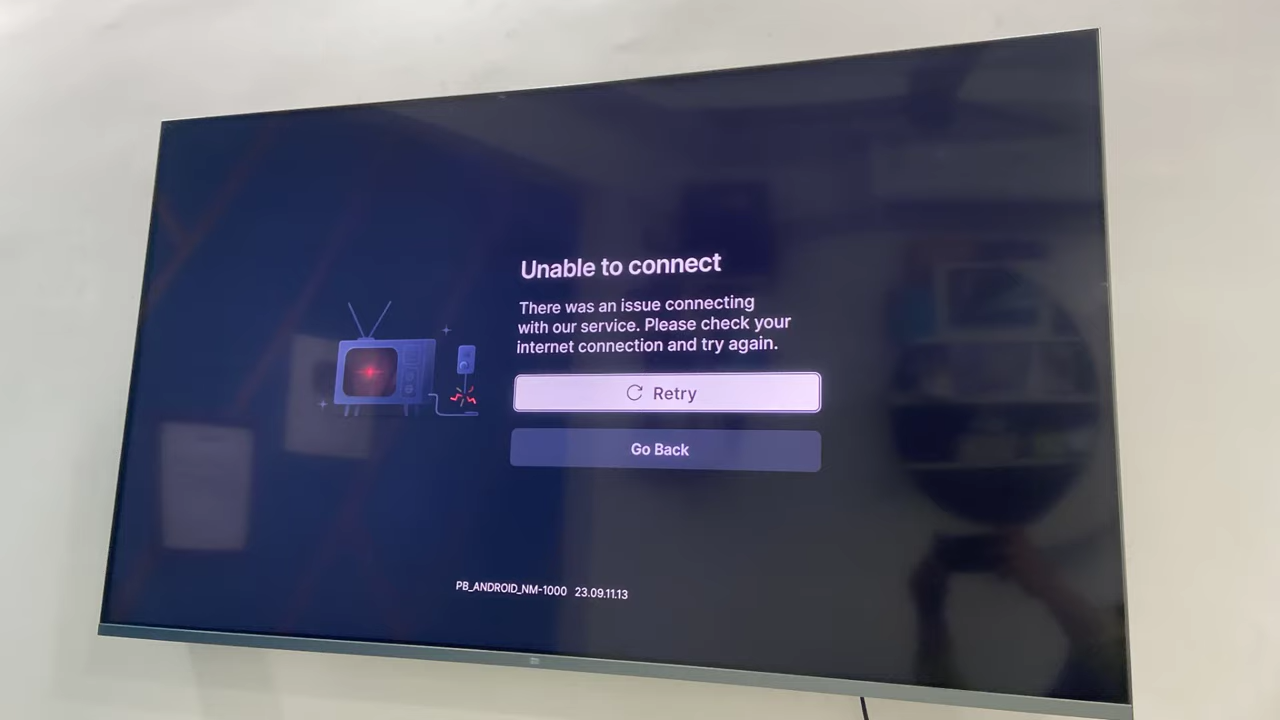 Unable to connect
There was an issue connecting
with our service. Please check your
internet connection and try again.
Retry
Go Back
PB_ANDROID_NM-1000 23.09.11.13